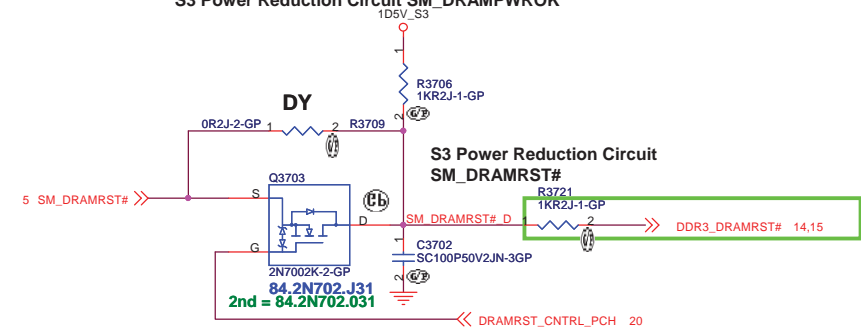 S3 Power Reduction Circuit SM_DRAMPWROK
1D5V_S3
1
R3706
1KR2J-1-GP
2
DY
0R2J-2-GP 1 2 R3709
S3 Power Reduction Circuit
SM_DRAMRST#
Q3703
R3721
1KR2J-1-GP
5 SM_DRAMRST#
S
D
SM_DRAMRST#_D
1 2
DDR3_DRAMRST# 14,15
G
1
C3702
SC100P50V2JN-3GP
2
2N7002K-2-GP
84.2N702.J31
2nd = 84.2N702.031
DRAMRST_CNTRL_PCH 20